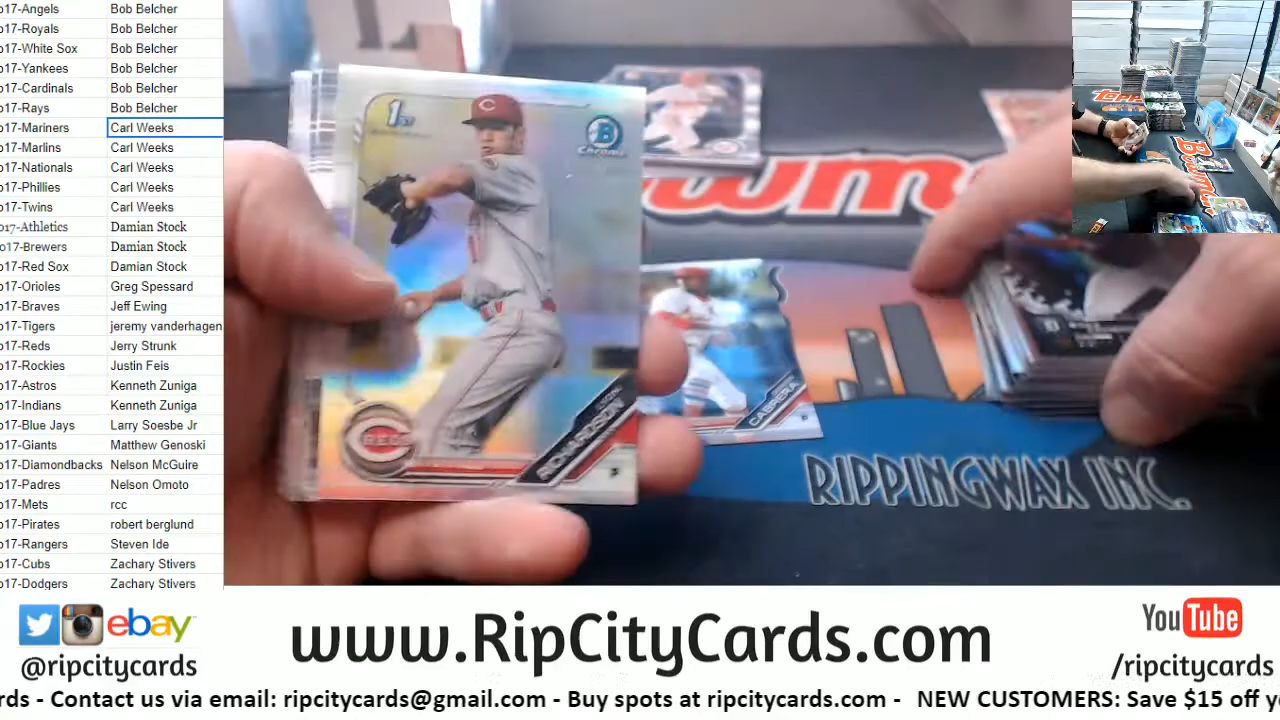 o17-Angels Bob Belcher
o17-Royals Bob Belcher
o17-White Sox Bob Belcher
o17-Yankees Bob Belcher
o17-Cardinals Bob Belcher
o17-Rays Bob Belcher
o17-Mariners Carl Weeks
o17-Marlins Carl Weeks
o17-Nationals Carl Weeks
o17-Phillies Carl Weeks
o17-Twins Carl Weeks
o17-Athletics Damian Stock
o17-Brewers Damian Stock
o17-Red Sox Damian Stock
o17-Orioles Greg Spessard
o17-Braves Jeff Ewing
o17-Tigers jeremy vanderhagen
o17-Reds Jerry Strunk
o17-Rockies Justin Feis
o17-Astros Kenneth Zuniga
o17-Indians Kenneth Zuniga
o17-Blue Jays Larry Soesbe Jr
o17-Giants Matthew Genoski
o17-Diamondbacks Nelson McGuire
o17-Padres Nelson Omoto
o17-Mets rcc
o17-Pirates robert berglund
o17-Rangers Steven Ide
o17-Cubs Zachary Stivers
o17-Dodgers Zachary Stivers
1ST
B
Chrome
C
REDS
P
CABRERA
owm
RIPPINGWAX INC.
topps
Bowman
ebay
@ripcitycards
www.RipCityCards.com
YouTube
/ripcitycards
rds - Contact us via email: ripcitycards@gmail.com - Buy spots at ripcitycards.com - NEW CUSTOMERS: Save $15 off y